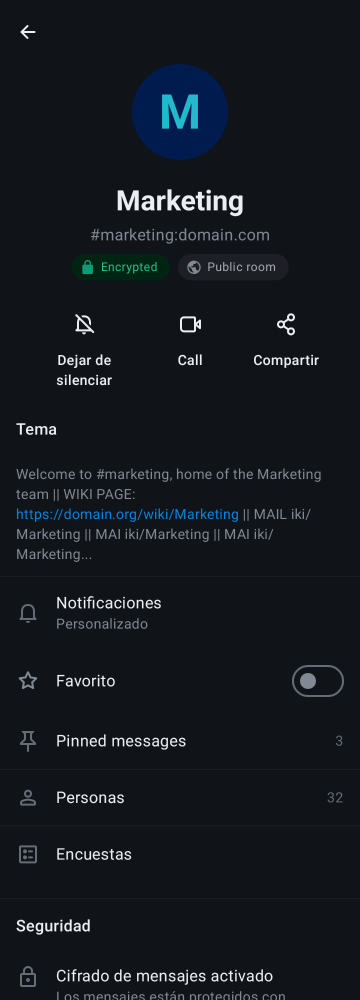 M
Marketing
#marketing:domain.com
Encrypted
Public room
Dejar de
silenciar
Call
Compartir
Tema
Welcome to #marketing, home of the Marketing
team || WIKI PAGE:
https://domain.org/wiki/Marketing || MAIL iki/
Marketing || MAI iki/Marketing || MAI iki/
Marketing...
Notificaciones
Personalizado
Favorito
Pinned messages
3
Personas
32
Encuestas
Seguridad
Cifrado de mensajes activado
Los mensajes están protegidos con